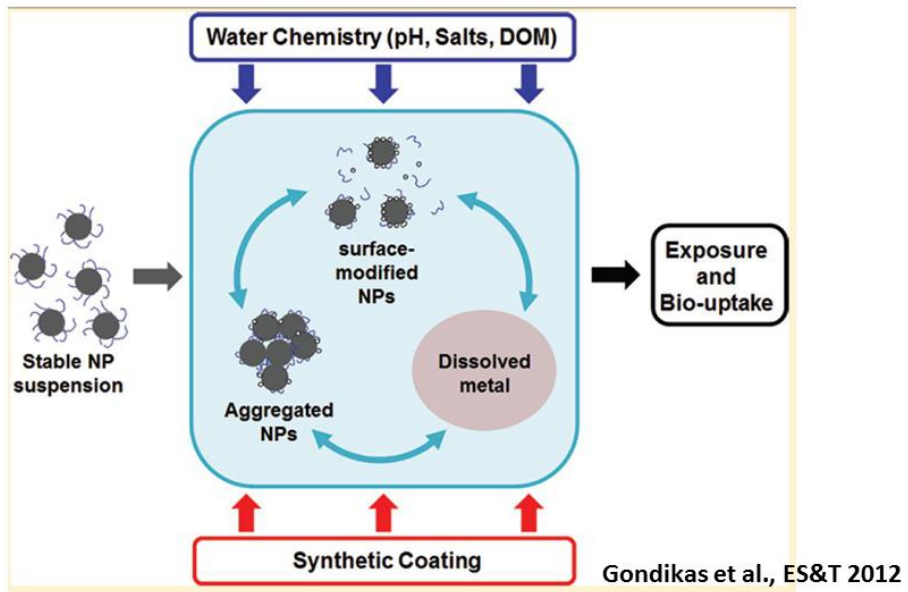 Water Chemistry (pH, Salts, DOM)
surface-
modified
NPs
Stable NP
suspension
Aggregated
NPs
Dissolved
metal
Exposure
and
Bio-uptake
Synthetic Coating
Gondikas et al., ES&T 2012